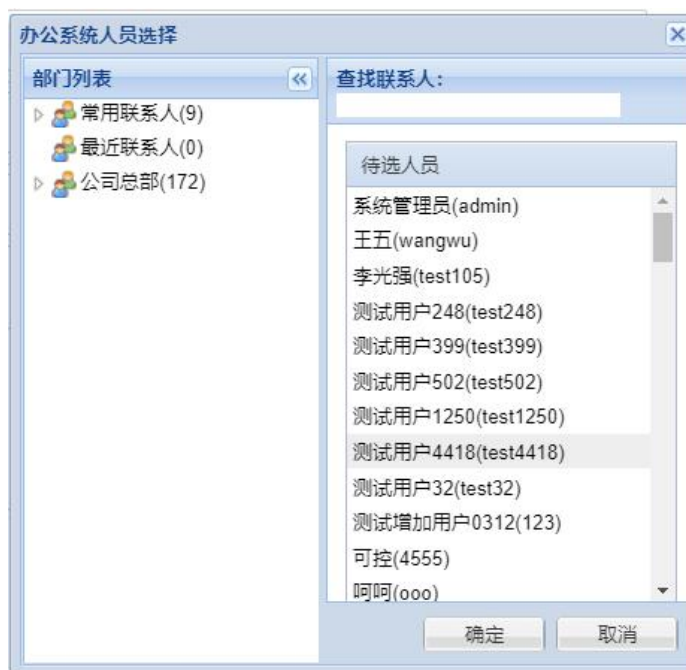 办公系统人员选择
部门列表
常用联系人(9)
最近联系人(0)
公司总部(172)
查找联系人:
待选人员
系统管理员(admin)
王五(wangwu)
李光强(test105)
测试用户248(test248)
测试用户399(test399)
测试用户502(test502)
测试用户1250(test1250)
测试用户4418(test4418)
测试用户32(test32)
测试增加用户0312(123)
可控(4555)
呵呵(ooo)
确定
取消